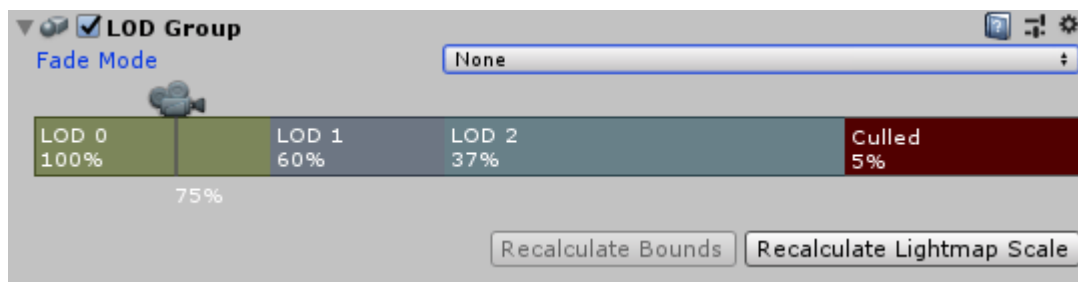 LOD Group
Fade Mode None
LOD 0 LOD 1 LOD 2 Culled
100% 60% 37% 5%
75%
Recalculate Bounds Recalculate Lightmap Scale